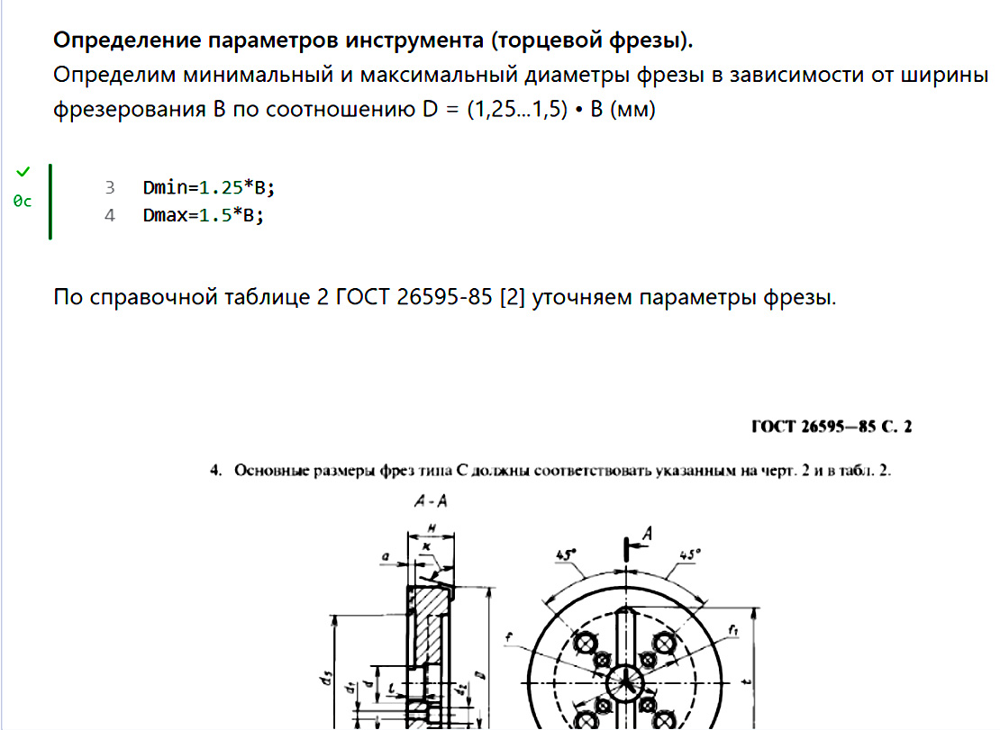 Определение параметров инструмента (торцевой фрезы).
Определим минимальный и максимальный диаметры фрезы в зависимости от ширины
фрезерования B по соотношению D = (1,25...1,5) • B (мм)
0с
3 Dmin=1.25*B;
4 Dmax=1.5*B;
По справочной таблице 2 ГОСТ 26595-85 [2] уточняем параметры фрезы.
ГОСТ 26595—85 С. 2
4. Основные размеры фрез типа С должны соответствовать указанным на черт. 2 и в табл. 2.
A - A
H
K
a
A
45° 45°
f f₁
d₅ d₁ d l d₂ D t